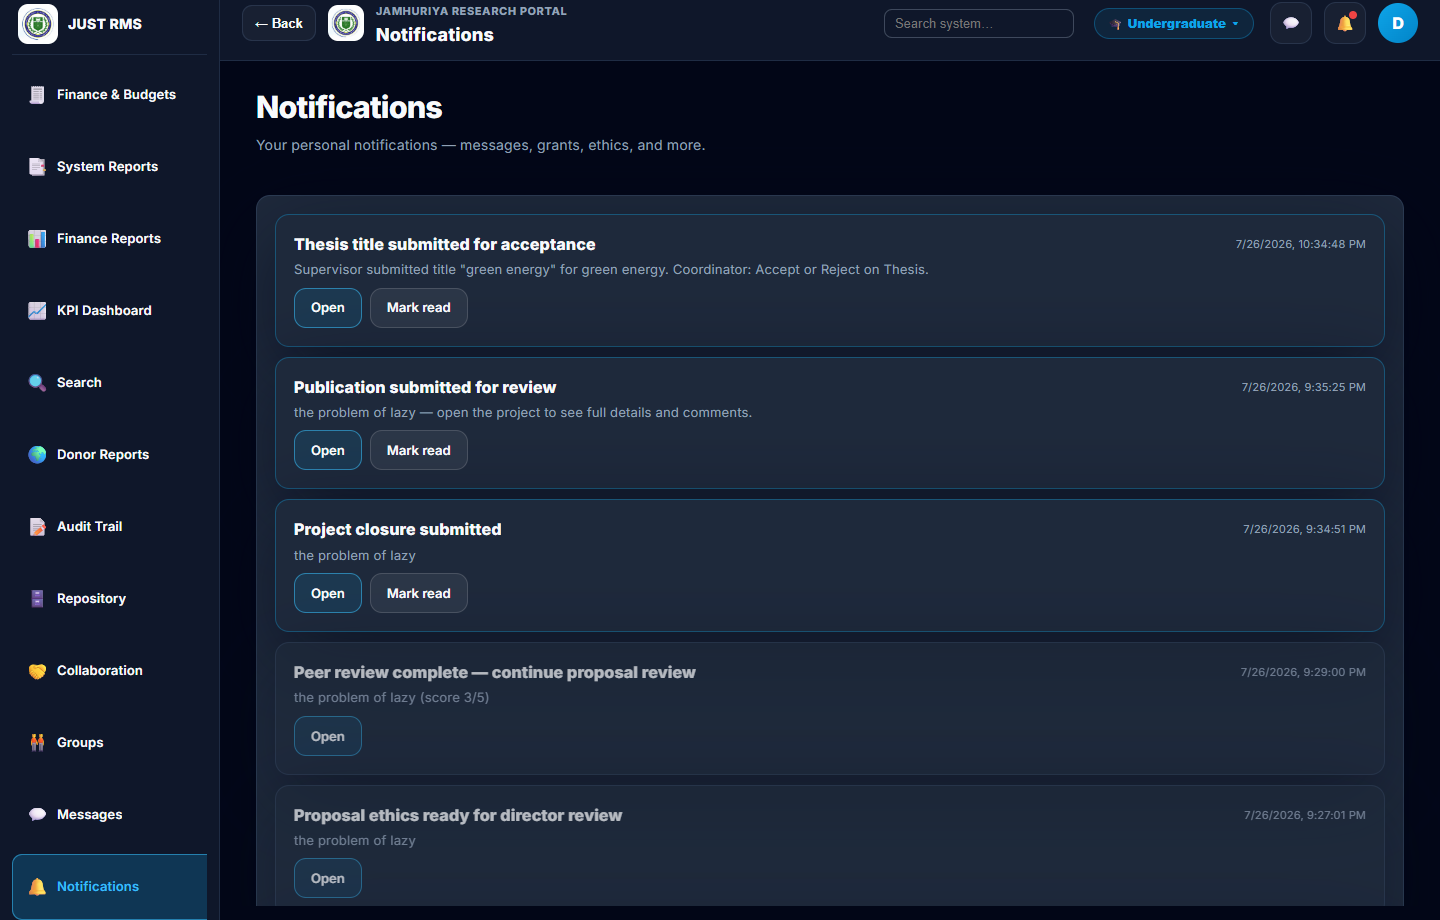 JUST RMS
Finance & Budgets
System Reports
Finance Reports
KPI Dashboard
Search
Donor Reports
Audit Trail
Repository
Collaboration
Groups
Messages
Notifications
← Back
JAMHURIYA RESEARCH PORTAL
Notifications
Search system...
Undergraduate
D
Notifications
Your personal notifications — messages, grants, ethics, and more.
Thesis title submitted for acceptance
7/26/2026, 10:34:48 PM
Supervisor submitted title "green energy" for green energy. Coordinator: Accept or Reject on Thesis.
Open Mark read
Publication submitted for review
7/26/2026, 9:35:25 PM
the problem of lazy — open the project to see full details and comments.
Open Mark read
Project closure submitted
7/26/2026, 9:34:51 PM
the problem of lazy
Open Mark read
Peer review complete — continue proposal review
7/26/2026, 9:29:00 PM
the problem of lazy (score 3/5)
Open
Proposal ethics ready for director review
7/26/2026, 9:27:01 PM
the problem of lazy
Open